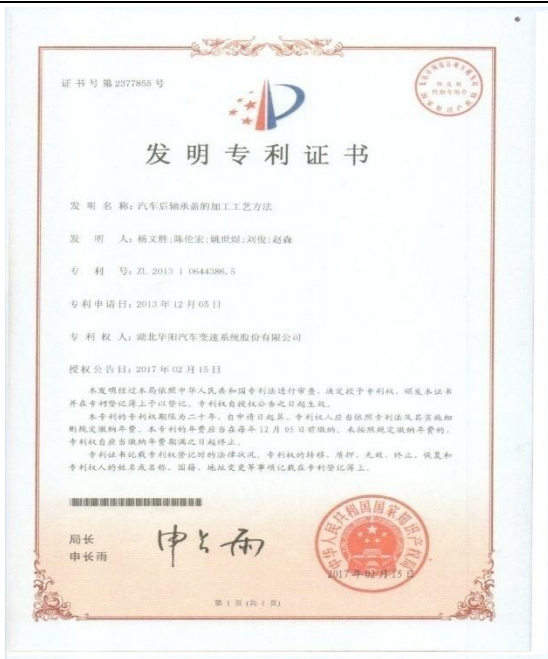 证书号第2377855号
发明专利证书
发 明 名 称：汽车后轴承盖的加工工艺方法
发 明 人：杨文胜;陈伦宏;姚世煜;刘俊;赵森
专 利 号：ZL 2013 1 0644386.5
专利申请日：2013年12月05日
专 利 权 人：湖北华阳汽车变速系统股份有限公司
授权公告日：2017年02月15日
本发明经过本局依照中华人民共和国专利法进行审查，决定授予专利权，颁发本证书
并在专利登记簿上予以登记。专利权自授权公告之日起生效。
本专利的专利权期限为二十年，自申请日起算。专利权人应当依照专利法及其实施细
则规定缴纳年费。本专利的年费应当在每年12月05日前缴纳。未按照规定缴纳年费的，
专利权自应当缴纳年费期满之日起终止。
专利证书记载专利权登记时的法律状况。专利权的转移、质押、无效、终止、恢复和
专利权人的姓名或名称、国籍、地址变更等事项记载在专利登记簿上。
局长
申长雨
申长雨
中华人民共和国国家知识产权局
2017年02月15日
第 1 页 (共 1 页)